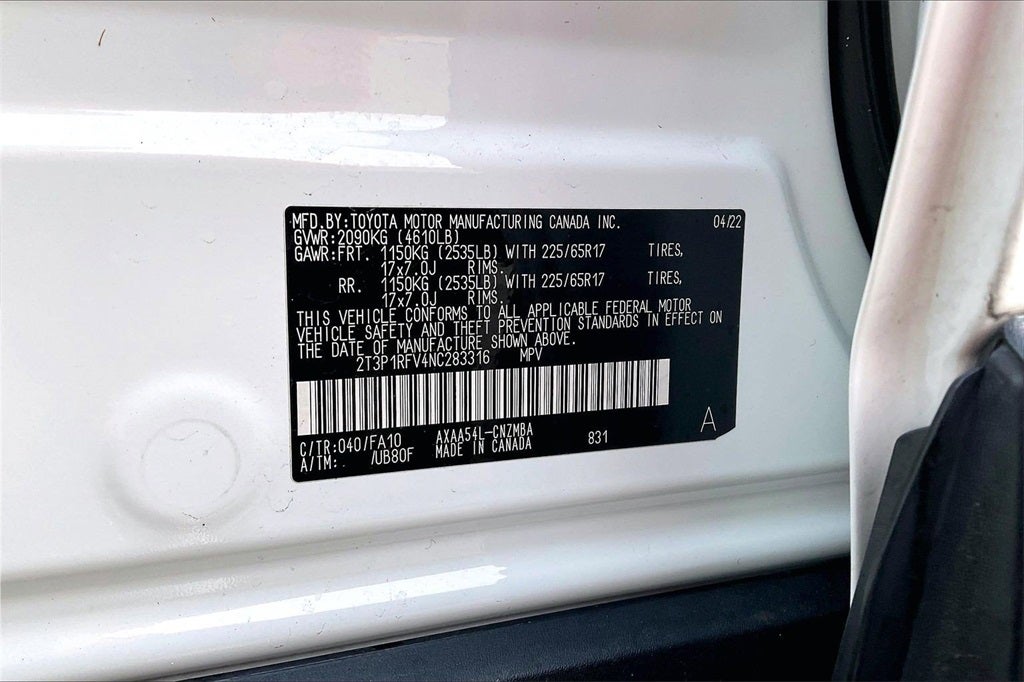 MFD.BY:TOYOTA MOTOR MANUFACTURING CANADA INC. 04/22
GVWR:2090KG (4610LB)
GAWR:FRT. 1150KG (2535LB) WITH 225/65R17 TIRES,
17x7.0J RIMS.
RR. 1150KG (2535LB) WITH 225/65R17 TIRES,
17x7.0J RIMS.
THIS VEHICLE CONFORMS TO ALL APPLICABLE FEDERAL MOTOR
VEHICLE SAFETY AND THEFT PREVENTION STANDARDS IN EFFECT ON
THE DATE OF MANUFACTURE SHOWN ABOVE.
2T3P1RFV4NC283316 MPV
A
C/TR:040/FA10 AXAA54L-CNZMBA 831
A/TM: /UB80F MADE IN CANADA